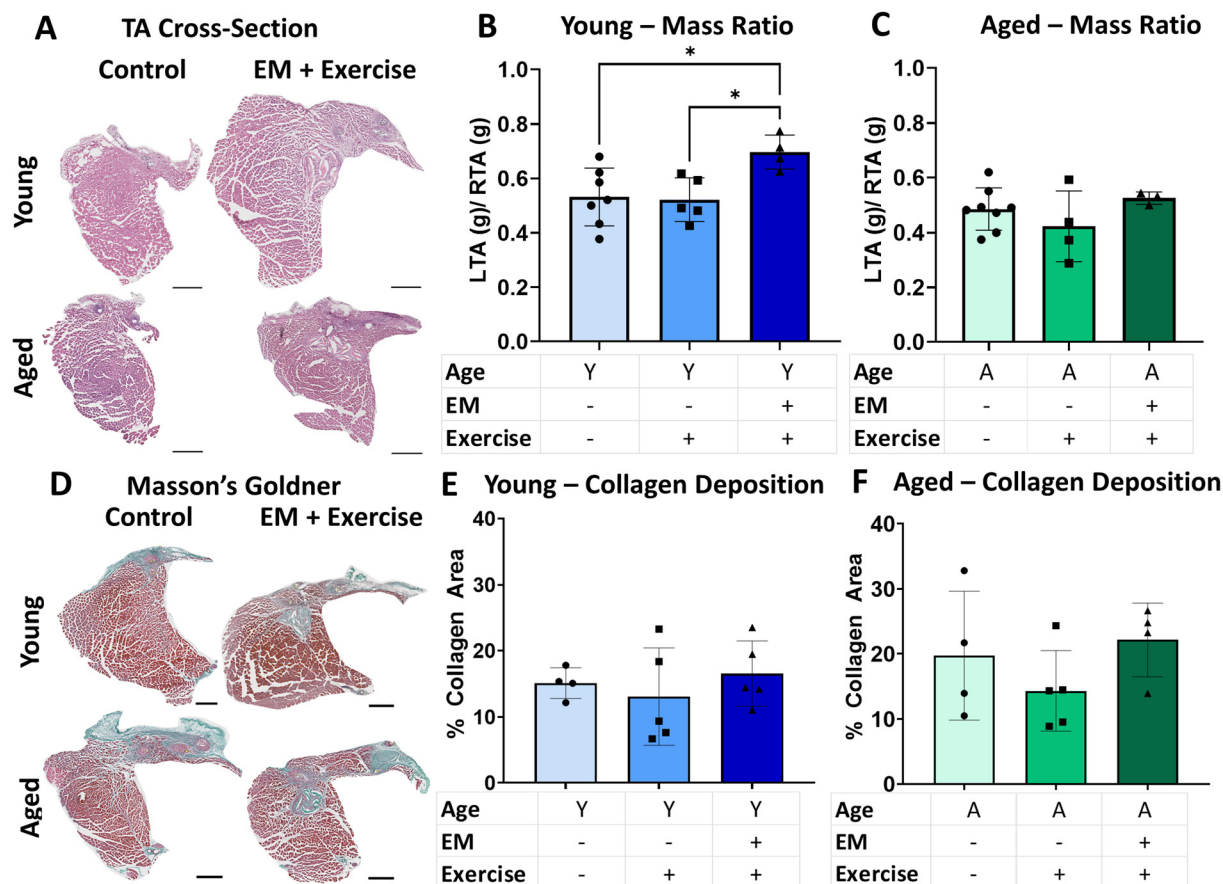 A TA Cross-Section
Control EM + Exercise
Young
Aged
B Young – Mass Ratio
* 
*
LTA (g)/ RTA (g)
1.0
0.8
0.6
0.4
0.2
0.0
Age Y Y Y
EM - - +
Exercise - + +
C Aged – Mass Ratio
LTA (g)/ RTA (g)
1.0
0.8
0.6
0.4
0.2
0.0
Age A A A
EM - - +
Exercise - + +
D Masson's Goldner
Control EM + Exercise
Young
Aged
E Young – Collagen Deposition
% Collagen Area
40
30
20
10
0
Age Y Y Y
EM - - +
Exercise - + +
F Aged – Collagen Deposition
% Collagen Area
40
30
20
10
0
Age A A A
EM - - +
Exercise - + +